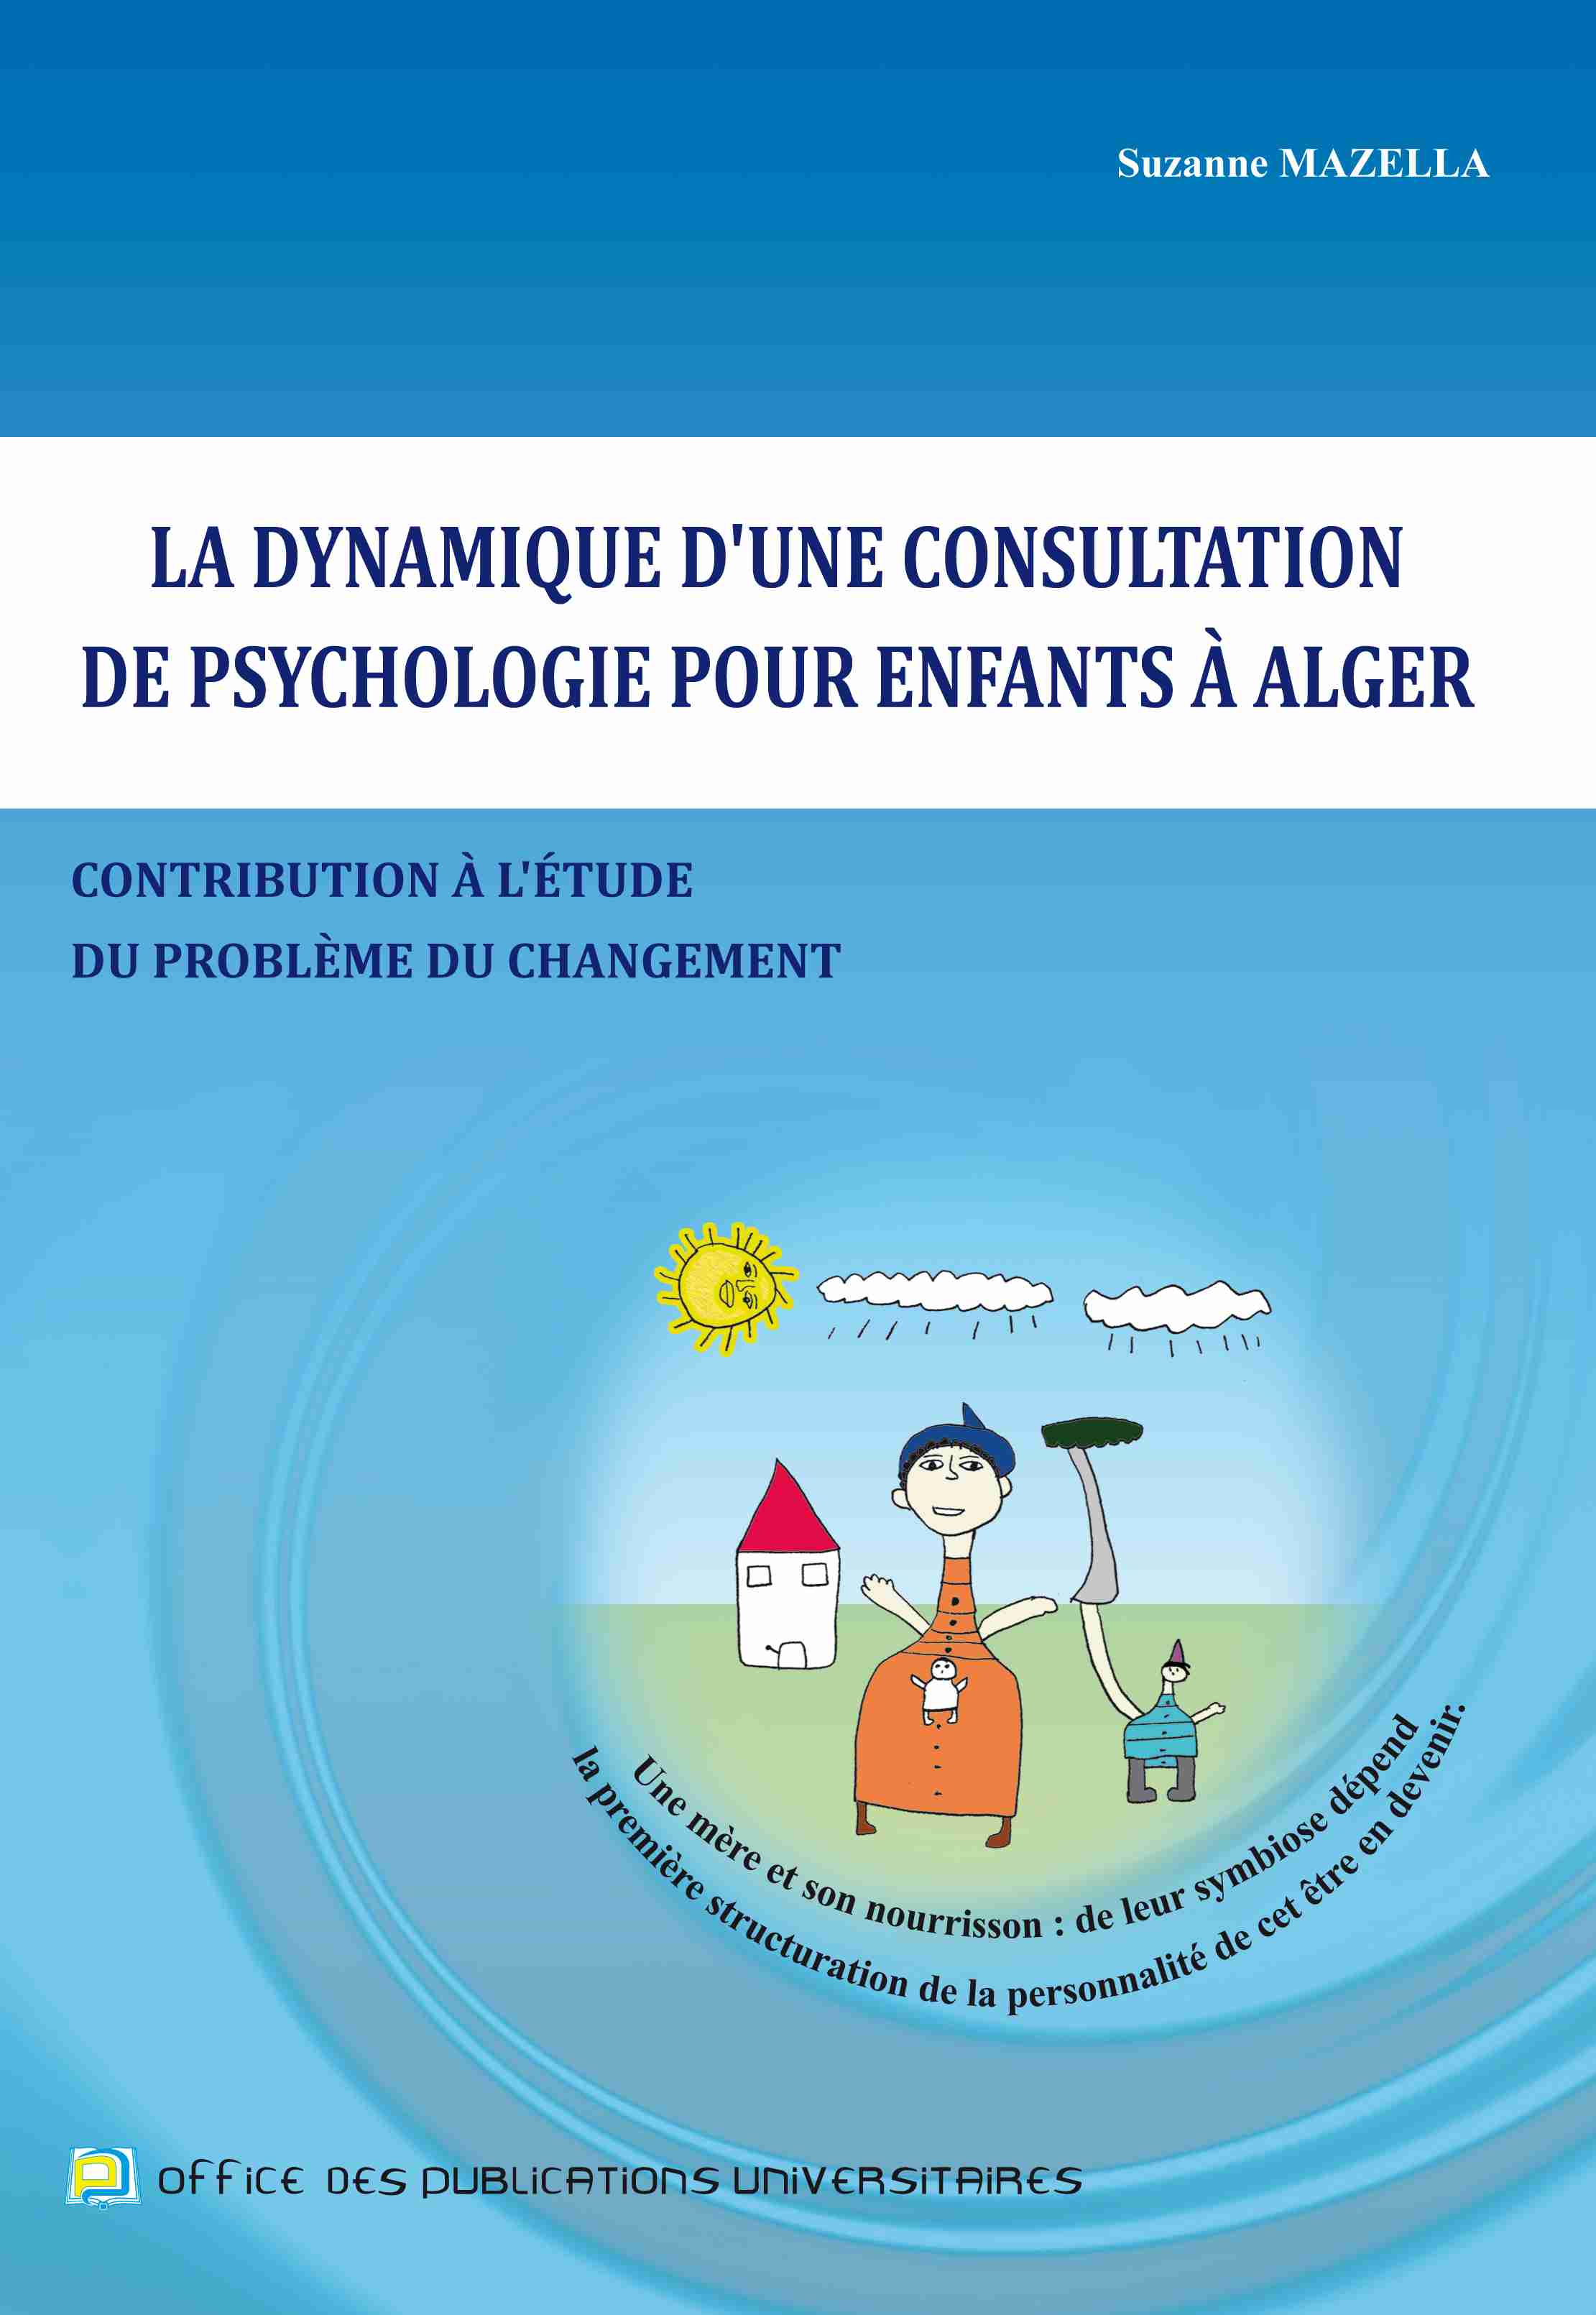 Suzanne MAZELLA
LA DYNAMIQUE D'UNE CONSULTATION
DE PSYCHOLOGIE POUR ENFANTS À ALGER
CONTRIBUTION À L'ÉTUDE
DU PROBLÈME DU CHANGEMENT
Une mère et son nourrisson : de leur symbiose dépend
la première structuration de la personnalité de cet être en devenir.
OFFICE DES PUBLICATIONS UNIVERSITAIRES